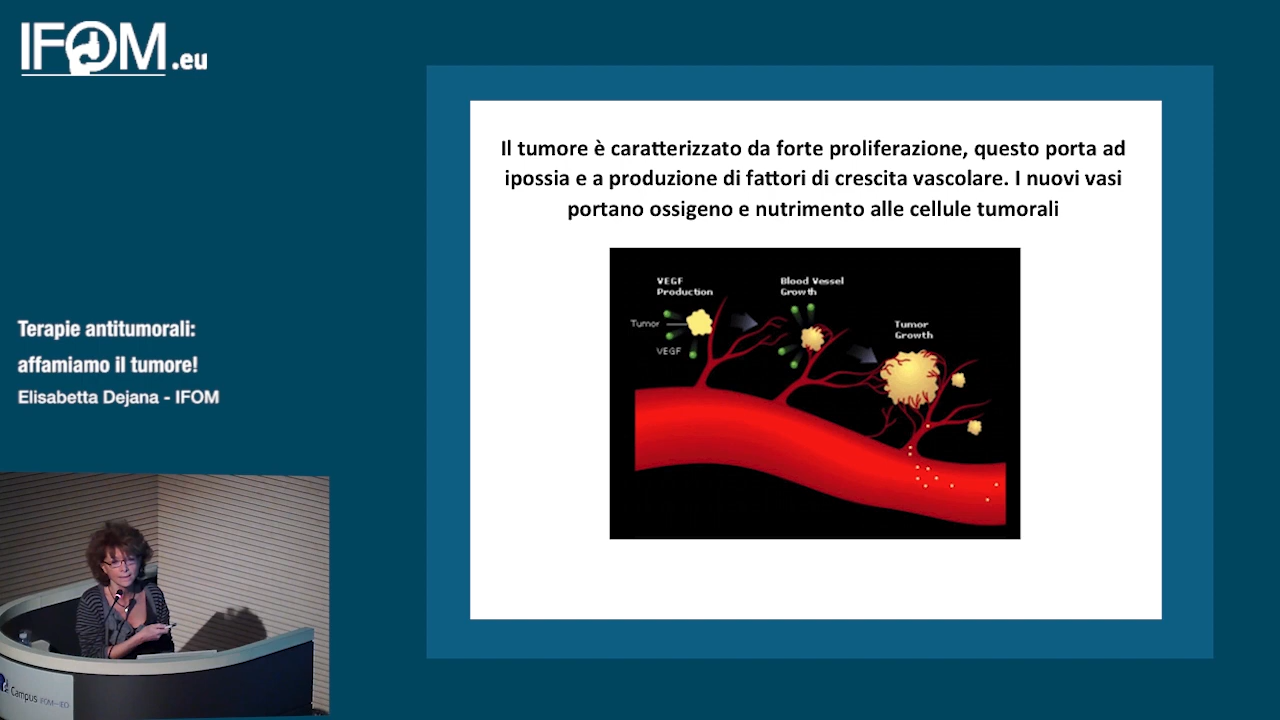 IFOM.eu
Terapie antitumorali:
affamiamo il tumore!
Elisabetta Dejana - IFOM
Il tumore è caratterizzato da forte proliferazione, questo porta ad
ipossia e a produzione di fattori di crescita vascolare. I nuovi vasi
portano ossigeno e nutrimento alle cellule tumorali
VEGF
Production
Blood Vessel
Growth
Tumor
VEGF
Tumor
Growth
Campus IFOM-IEO